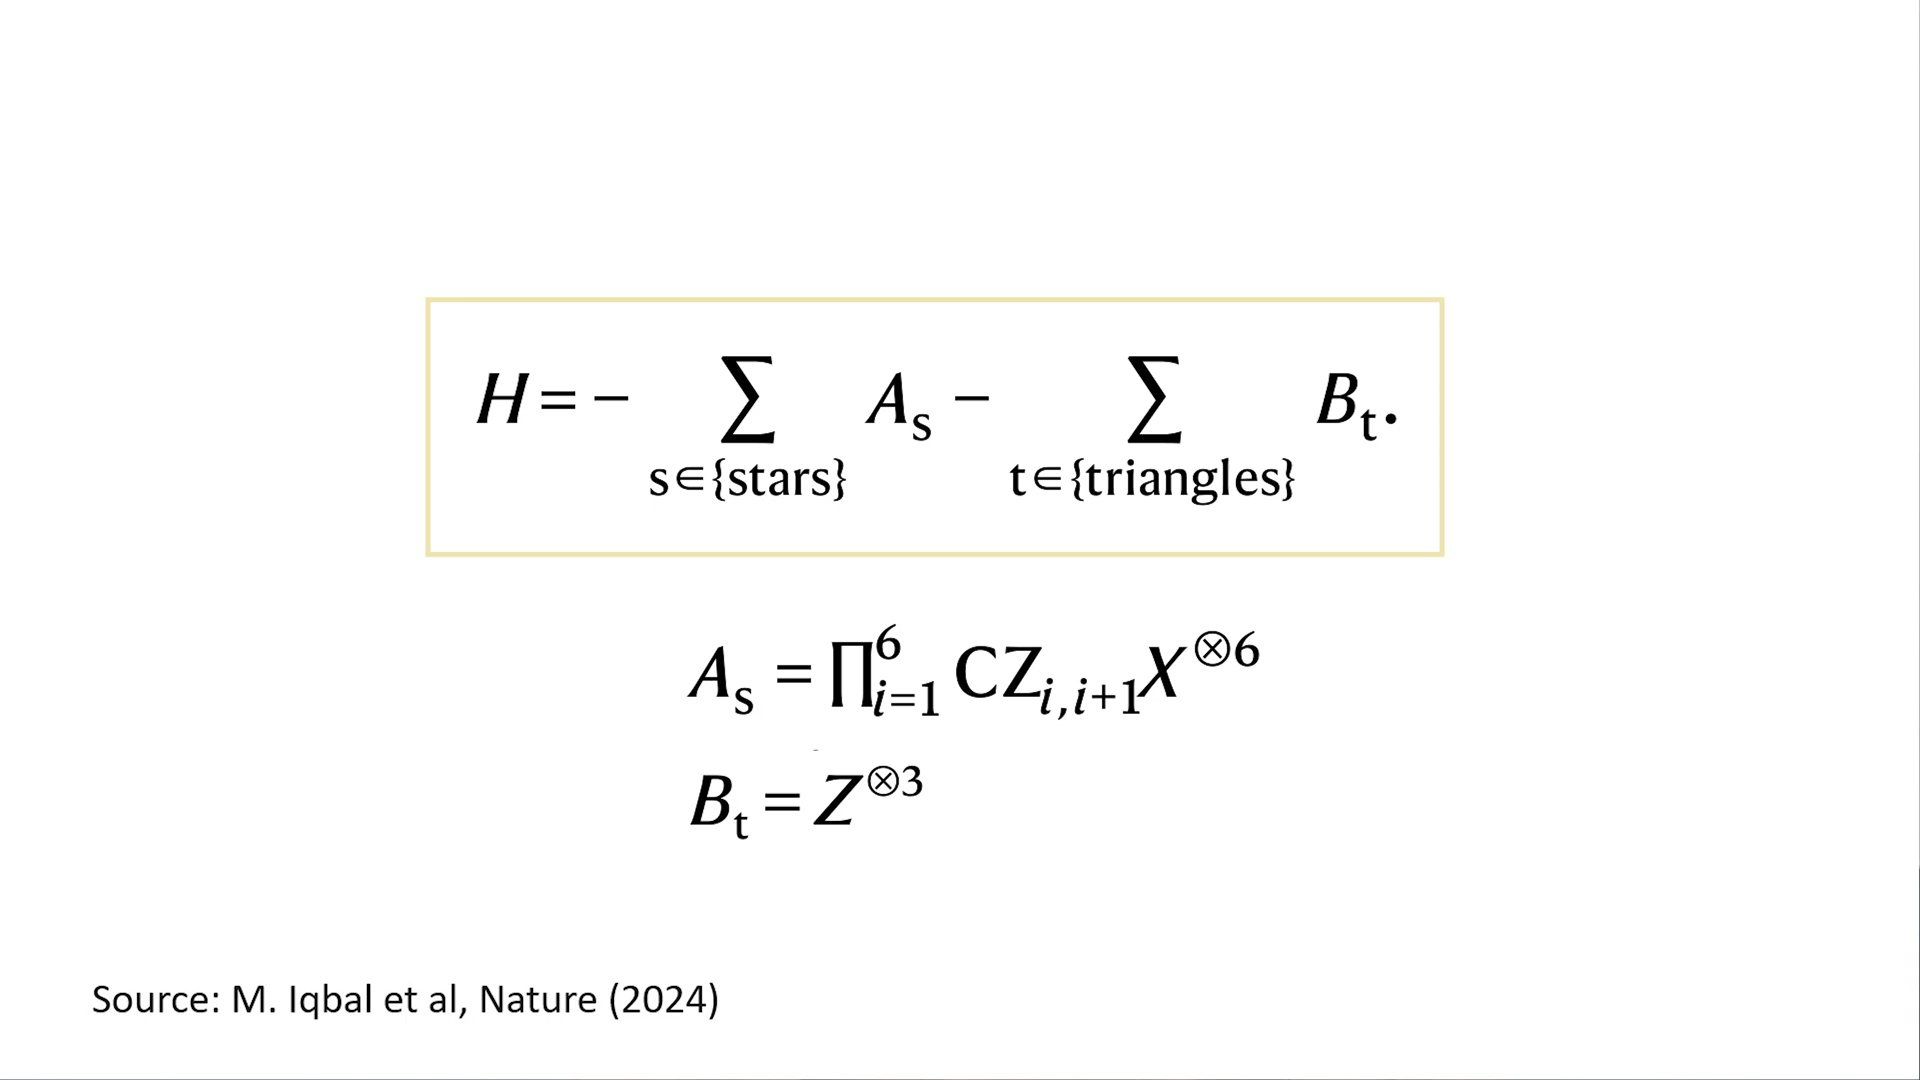 H = − ∑ A_s − ∑ B_t.
s∈{stars} t∈{triangles}
A_s = ∏_{i=1}^{6} CZ_{i,i+1} X^{⊗6}
B_t = Z^{⊗3}
Source: M. Iqbal et al, Nature (2024)